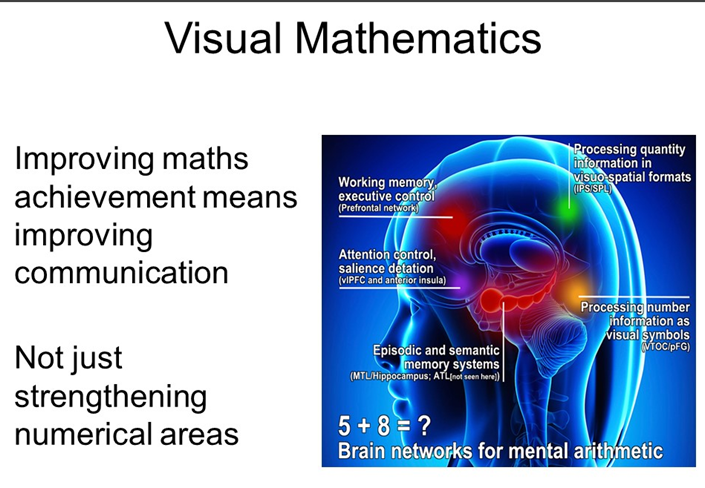 Visual Mathematics
Improving maths
achievement means
improving
communication
Not just
strengthening
numerical areas
Working memory,
executive control
(Prefrontal network)
Processing quantity
information in
visuo-spatial formats
(IPS/SPL)
Attention control,
salience detation
(vlPFC and anterior insula)
Processing number
information as
visual symbols
(VTOC/pFG)
Episodic and semantic
memory systems
(MTL/Hippocampus; ATL[not seen here])
5 + 8 = ?
Brain networks for mental arithmetic